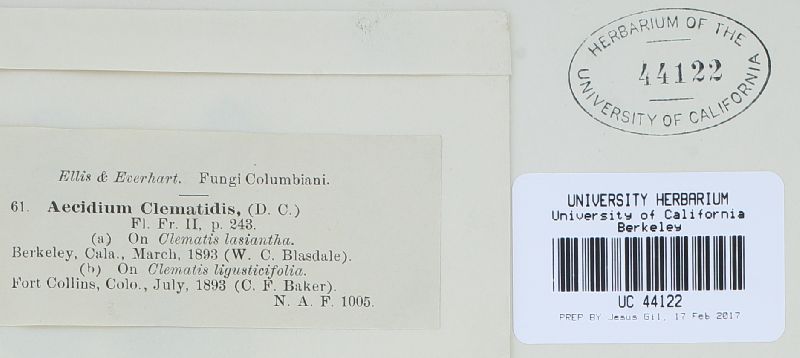 Ellis & Everhart. Fungi Columbiani.
61. Aecidium Clematidis, (D. C.)
Fl. Fr. II, p. 243.
(a) On Clematis lasiantha.
Berkeley, Cala., March, 1893 (W. C. Blasdale).
(b) On Clematis ligusticifolia.
Fort Collins, Colo., July, 1893 (C. F. Baker).
N. A. F. 1005.
HERBARIUM OF THE
44122
UNIVERSITY OF CALIFORNIA
UNIVERSITY HERBARIUM
University of California
Berkeley
UC 44122
PREP BY Jesus Gil, 17 Feb 2017